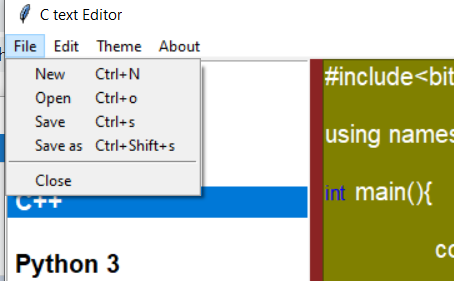 C text Editor
File Edit Theme About
New Ctrl+N
Open Ctrl+o
Save Ctrl+s
Save as Ctrl+Shift+s
Close
C++
Python 3
#include<bit
using names
int main(){
co